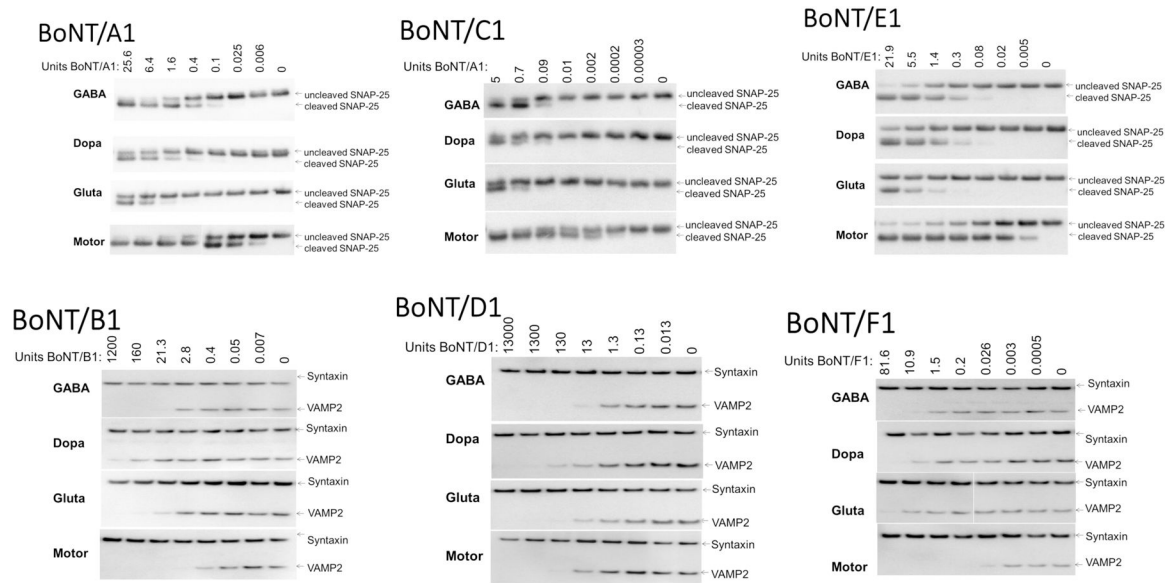 BoNT/A1
Units BoNT/A1: 25.6 6.4 1.6 0.4 0.1 0.025 0.006 0
GABA
uncleaved SNAP-25
cleaved SNAP-25
Dopa
uncleaved SNAP-25
cleaved SNAP-25
Gluta
uncleaved SNAP-25
cleaved SNAP-25
Motor
uncleaved SNAP-25
cleaved SNAP-25
BoNT/C1
Units BoNT/A1: 5 0.7 0.09 0.01 0.002 0.0002 0.00003 0
GABA
uncleaved SNAP-25
cleaved SNAP-25
Dopa
uncleaved SNAP-25
cleaved SNAP-25
Gluta
uncleaved SNAP-25
cleaved SNAP-25
Motor
uncleaved SNAP-25
cleaved SNAP-25
BoNT/E1
Units BoNT/E1: 21.9 5.5 1.4 0.3 0.08 0.02 0.005 0
GABA
uncleaved SNAP-25
cleaved SNAP-25
Dopa
uncleaved SNAP-25
cleaved SNAP-25
Gluta
uncleaved SNAP-25
cleaved SNAP-25
Motor
uncleaved SNAP-25
cleaved SNAP-25
BoNT/B1
Units BoNT/B1: 1200 160 21.3 2.8 0.4 0.05 0.007 0
GABA
Syntaxin
VAMP2
Dopa
Syntaxin
VAMP2
Gluta
Syntaxin
VAMP2
Motor
Syntaxin
VAMP2
BoNT/D1
Units BoNT/D1: 13000 1300 130 13 1.3 0.13 0.013 0
GABA
Syntaxin
VAMP2
Dopa
Syntaxin
VAMP2
Gluta
Syntaxin
VAMP2
Motor
Syntaxin
VAMP2
BoNT/F1
Units BoNT/F1: 81.6 10.9 1.5 0.2 0.026 0.003 0.0005 0
GABA
Syntaxin
VAMP2
Dopa
Syntaxin
VAMP2
Gluta
Syntaxin
VAMP2
Motor
Syntaxin
VAMP2